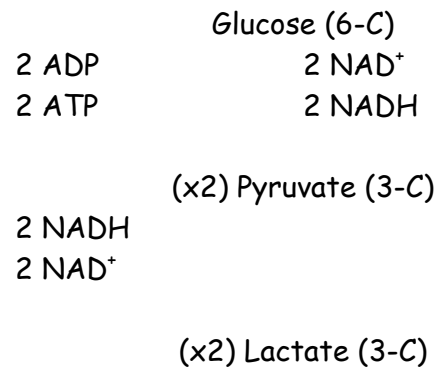 Glucose (6-C)
2 ADP 2 NAD⁺
2 ATP 2 NADH
(x2) Pyruvate (3-C)
2 NADH
2 NAD⁺
(x2) Lactate (3-C)